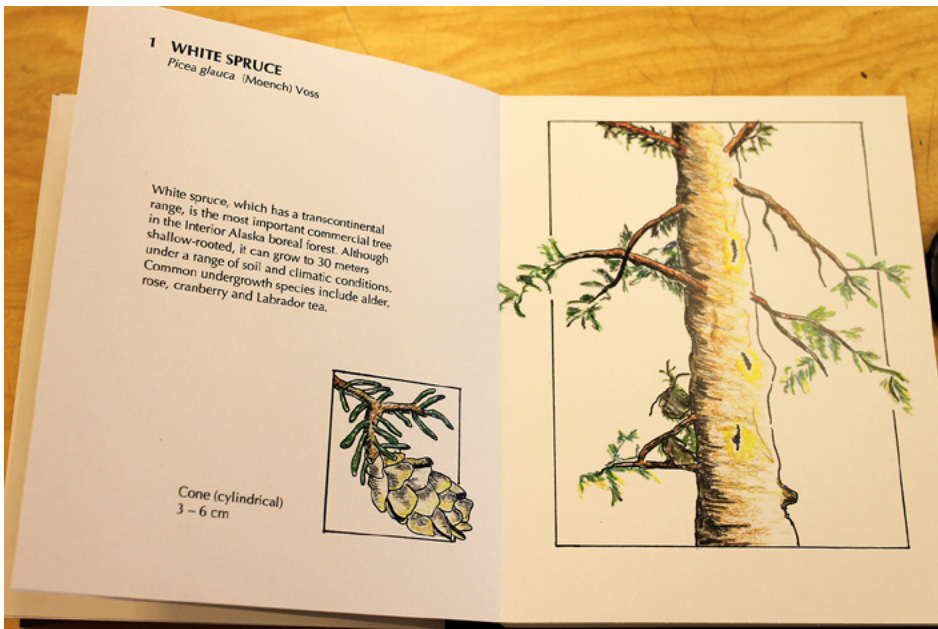 1 WHITE SPRUCE
Picea glauca (Moench) Voss
White spruce, which has a transcontinental
range, is the most important commercial tree
in the Interior Alaska boreal forest. Although
shallow-rooted, it can grow to 30 meters
under a range of soil and climatic conditions.
Common undergrowth species include alder,
rose, cranberry and Labrador tea.
Cone (cylindrical)
3 – 6 cm